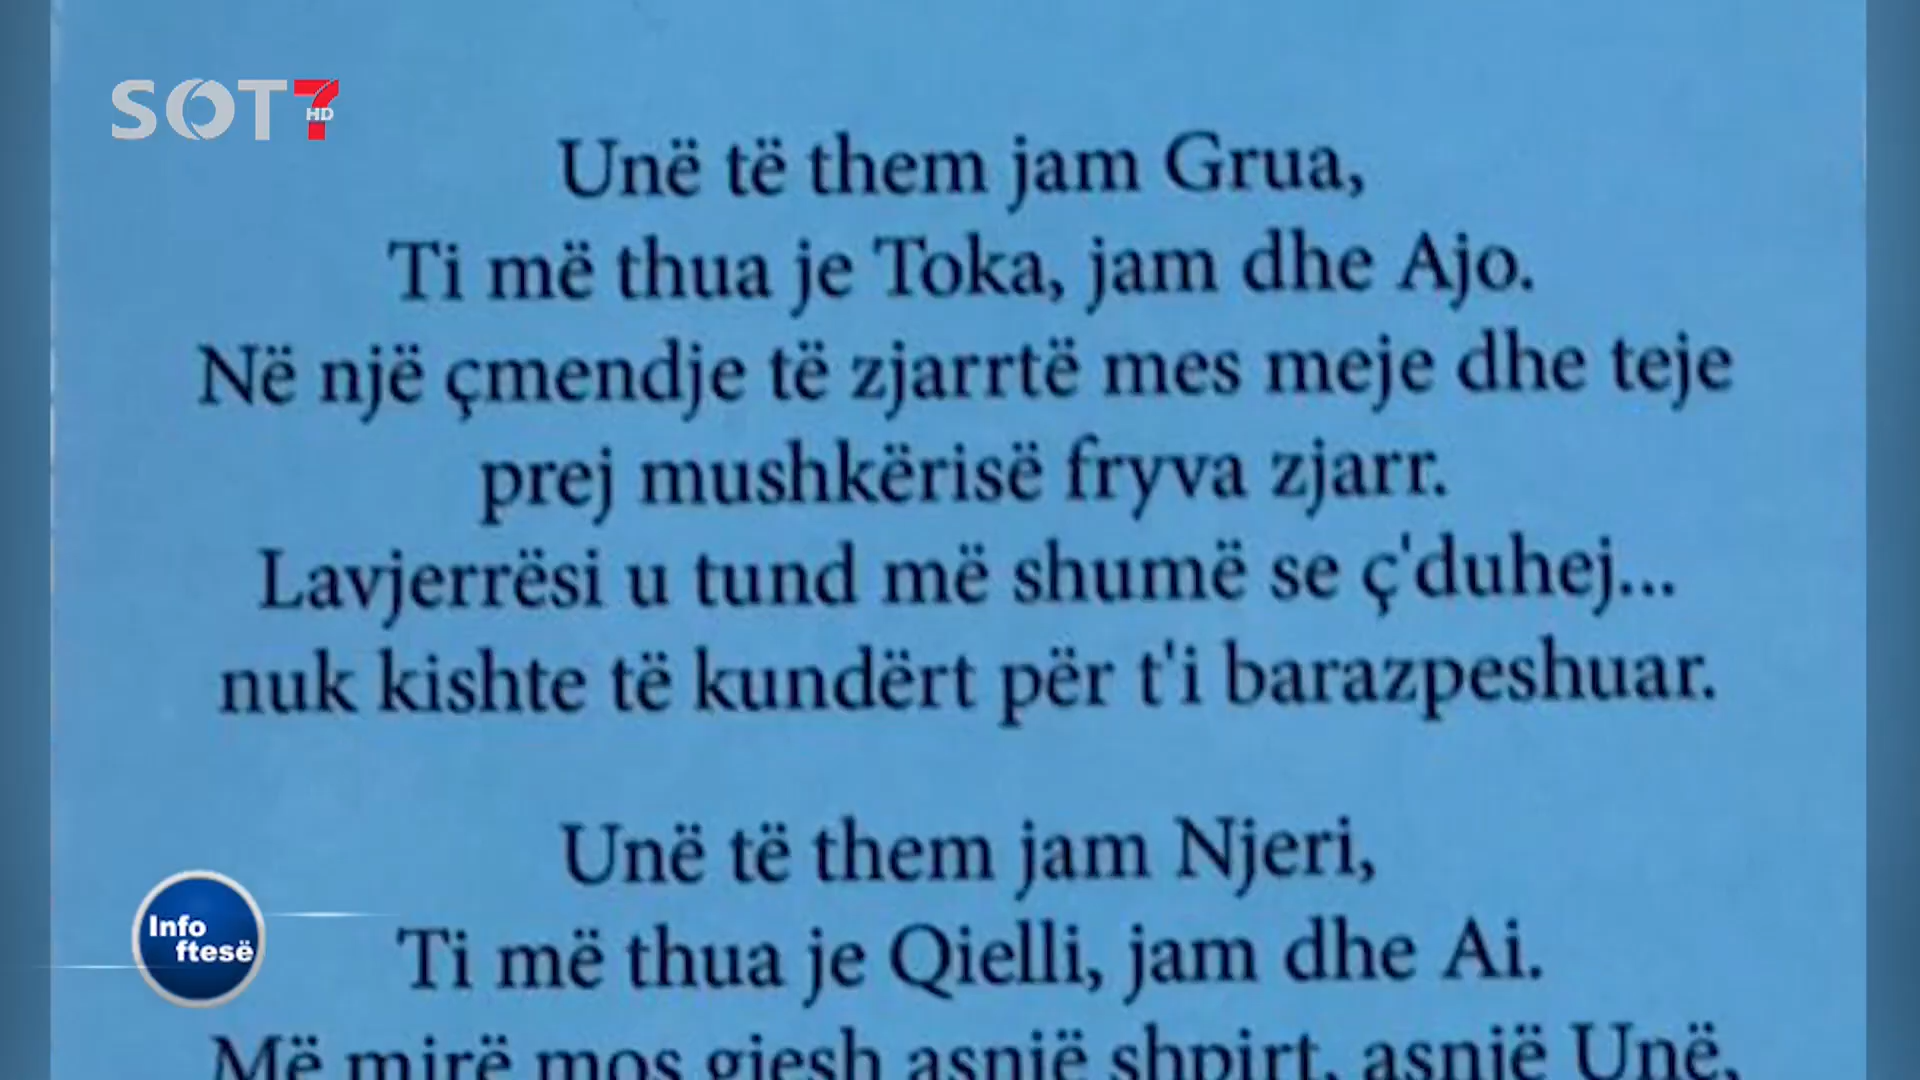 SOT7
HD
Unë të them jam Grua,
Ti më thua je Toka, jam dhe Ajo.
Në një çmendje të zjarrtë mes meje dhe teje
prej mushkërisë fryva zjarr.
Lavjerrësi u tund më shumë se ç'duhej...
nuk kishte të kundërt për t'i barazpeshuar.
Unë të them jam Njeri,
Ti më thua je Qielli, jam dhe Ai.
Më mirë mos gjesh asnjë shpirt, asnjë Unë,
Info
ftesë